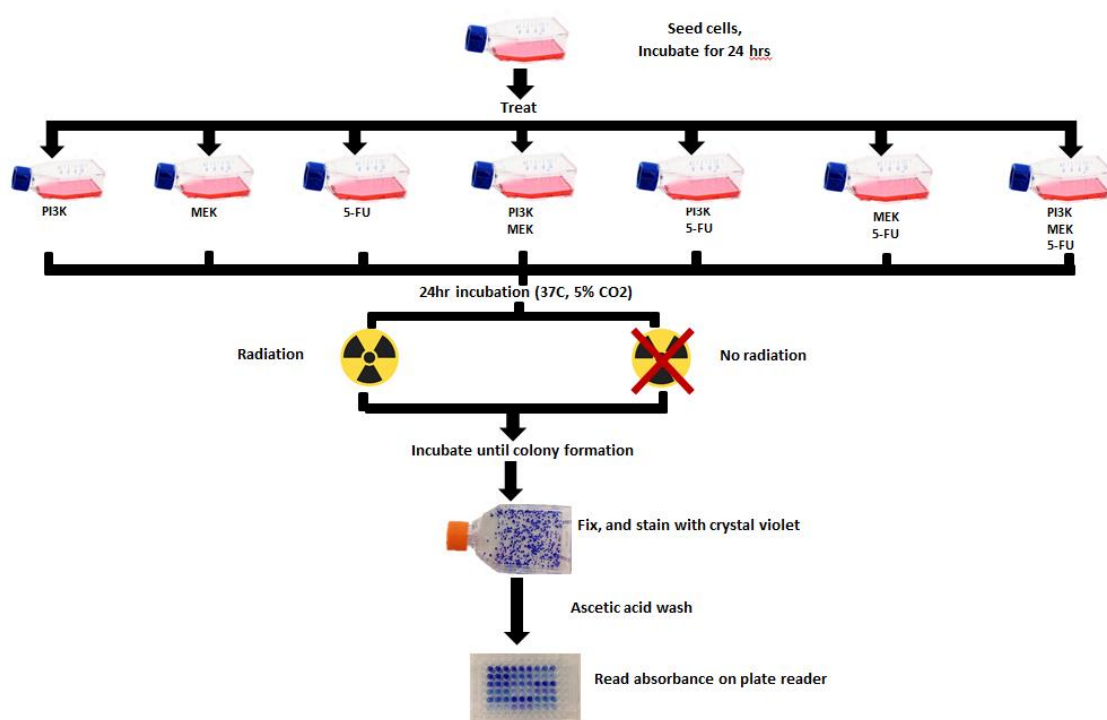 Seed cells,
Incubate for 24 hrs
Treat
PI3K
MEK
5-FU
PI3K
MEK
PI3K
5-FU
MEK
5-FU
PI3K
MEK
5-FU
24hr incubation (37C, 5% CO2)
Radiation
No radiation
Incubate until colony formation
Fix, and stain with crystal violet
Ascetic acid wash
Read absorbance on plate reader